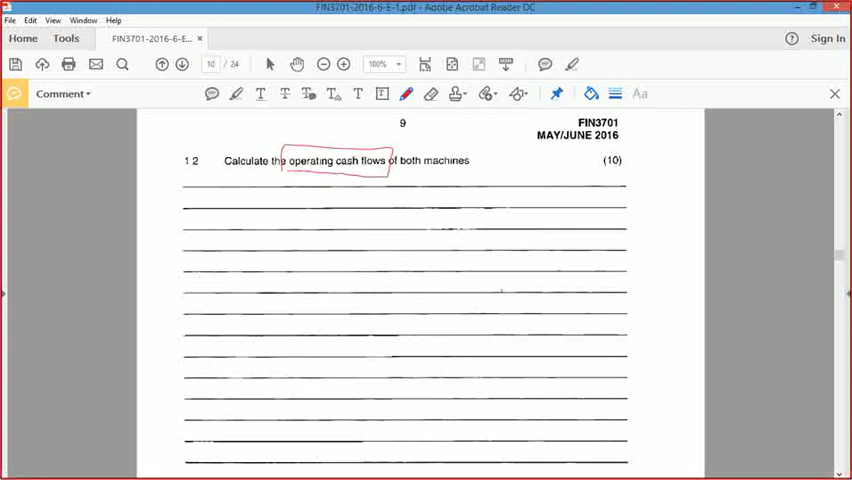 FIN3701-2016-6-E-1.pdf - Adobe Acrobat Reader DC
File Edit View Window Help
Home Tools FIN3701-2016-6-E... × Sign In
10 / 24 100%
Comment
9 FIN3701
MAY/JUNE 2016
1 2 Calculate the operating cash flows of both machines (10)